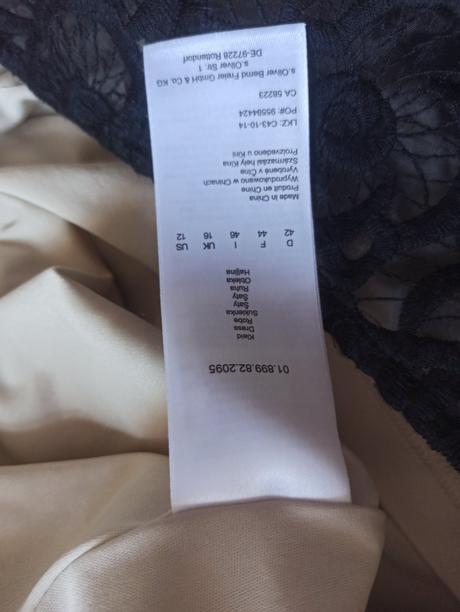 01.899.82.2095
Kleid
Dress
Robe
Sukienka
Šaty
Šaty
Ruha
Obleka
Haljina
D F I UK US
42 44 46 16 12
Made in China
Produit en Chine
Wyprodukowano w Chinach
Vyrobené v Číne
Származási hely Kína
Proizvedeno u Kini
LKZ: C43-10-14
PO#: 95594424
CA 58223
s.Oliver Bernd Freier GmbH & Co. KG
s.Oliver Str. 1
DE-97228 Rottendorf